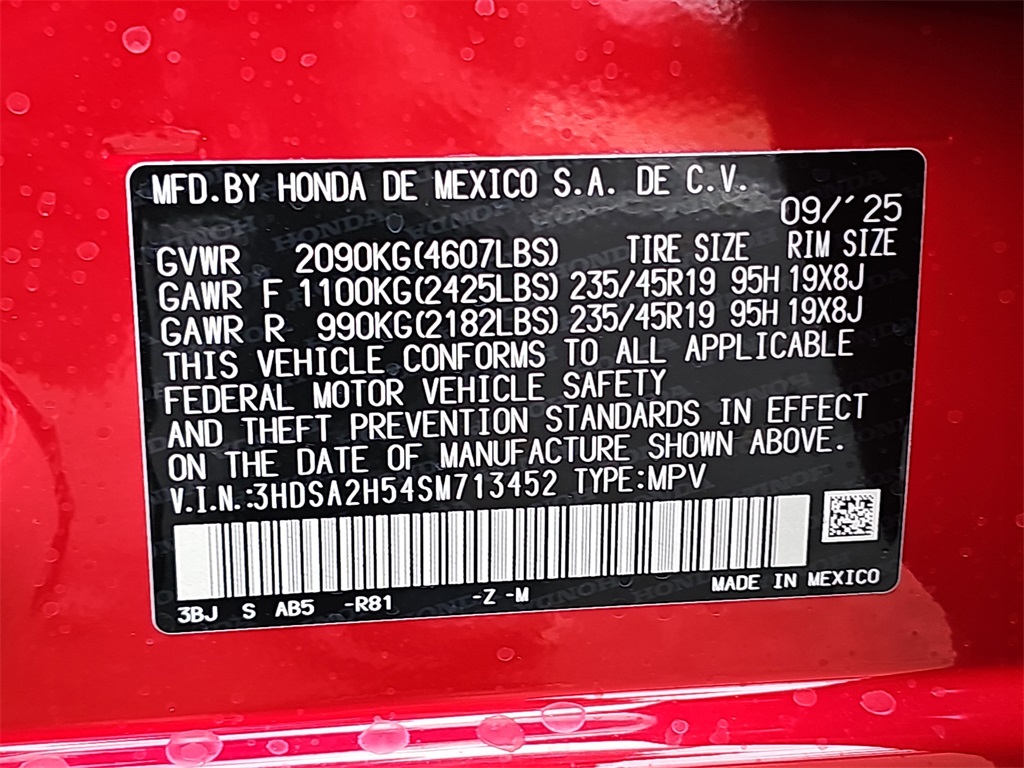 MFD.BY HONDA DE MEXICO S.A. DE C.V.
09/'25
GVWR 2090KG(4607LBS) TIRE SIZE RIM SIZE
GAWR F 1100KG(2425LBS) 235/45R19 95H 19X8J
GAWR R 990KG(2182LBS) 235/45R19 95H 19X8J
THIS VEHICLE CONFORMS TO ALL APPLICABLE
FEDERAL MOTOR VEHICLE SAFETY
AND THEFT PREVENTION STANDARDS IN EFFECT
ON THE DATE OF MANUFACTURE SHOWN ABOVE.
V.I.N.:3HDSA2H54SM713452 TYPE:MPV
MADE IN MEXICO
3BJ S AB5 -R81 -Z -M